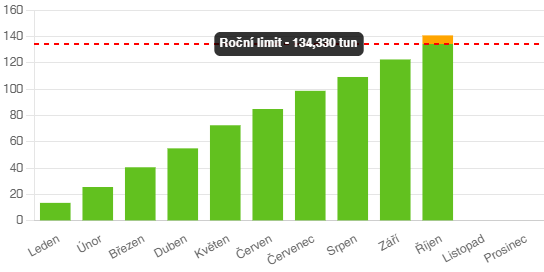 160
140
120
100
80
60
40
20
0
Roční limit - 134,330 tun
Leden
Únor
Březen
Duben
Květen
Červen
Červenec
Srpen
Září
Říjen
Listopad
Prosinec